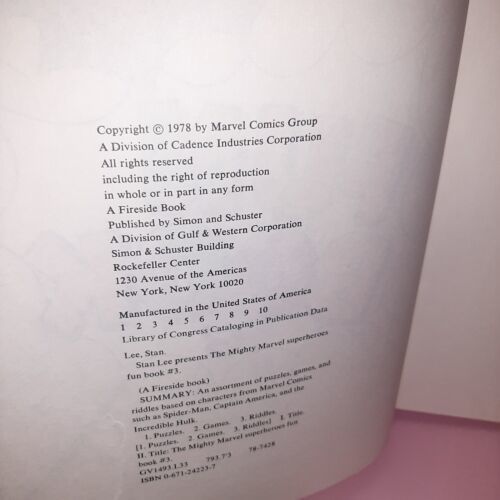 Copyright © 1978 by Marvel Comics Group
A Division of Cadence Industries Corporation
All rights reserved
including the right of reproduction
in whole or in part in any form
A Fireside Book
Published by Simon and Schuster
A Division of Gulf & Western Corporation
Simon & Schuster Building
Rockefeller Center
1230 Avenue of the Americas
New York, New York 10020
Manufactured in the United States of America
1 2 3 4 5 6 7 8 9 10
Library of Congress Cataloging in Publication Data
Lee, Stan.
Stan Lee presents The Mighty Marvel superheroes
fun book #3.
(A Fireside book)
SUMMARY: An assortment of puzzles, games, and
riddles based on characters from Marvel Comics
such as Spider-Man, Captain America, and the
Incredible Hulk.
1. Puzzles. 2. Games. 3. Riddles.
[1. Puzzles. 2. Games. 3. Riddles] I. Title.
II. Title: The Mighty Marvel superheroes fun
book #3.
GV1493.L33 793.7'3 78-7428
ISBN 0-671-24223-7